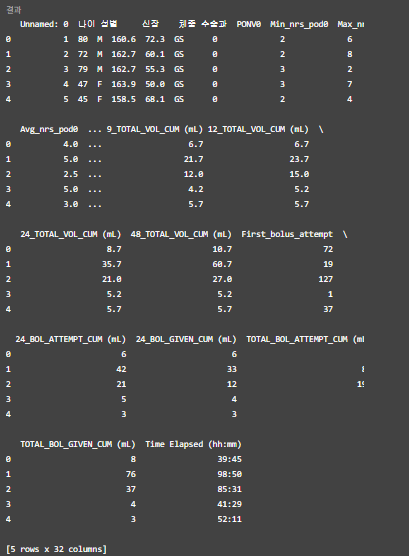 결과
Unnamed: 0 나이 성별 신장 체중 수술과 PONV0 Min_nrs_pod0
0 1 80 M 160.6 72.3 GS 0 2 6
1 2 72 M 162.7 60.1 GS 0 2 8
2 3 79 M 162.7 55.3 GS 0 3 2
3 4 47 F 163.9 50.0 GS 0 3 7
4 5 45 F 158.5 68.1 GS 0 2 4
Avg_nrs_pod0 ... 9_TOTAL_VOL_CUM (mL) 12_TOTAL_VOL_CUM (mL) \
0 4.0 ... 6.7 6.7
1 5.0 ... 21.7 23.7
2 2.5 ... 12.0 15.0
3 5.0 ... 4.2 5.2
4 3.0 ... 5.7 5.7
24_TOTAL_VOL_CUM (mL) 48_TOTAL_VOL_CUM (mL) First_bolus_attempt \
0 8.7 10.7 72
1 35.7 60.7 19
2 21.0 27.0 127
3 5.2 5.2 1
4 5.7 5.7 37
24_BOL_ATTEMPT_CUM (mL) 24_BOL_GIVEN_CUM (mL) TOTAL_BOL_ATTEMPT_CUM
0 6 6
1 42 33
2 21 12
3 5 4
4 3 3
TOTAL_BOL_GIVEN_CUM (mL) Time Elapsed (hh:mm)
0 8 39:45
1 76 98:50
2 37 85:31
3 4 41:29
4 3 52:11
[5 rows x 32 columns]